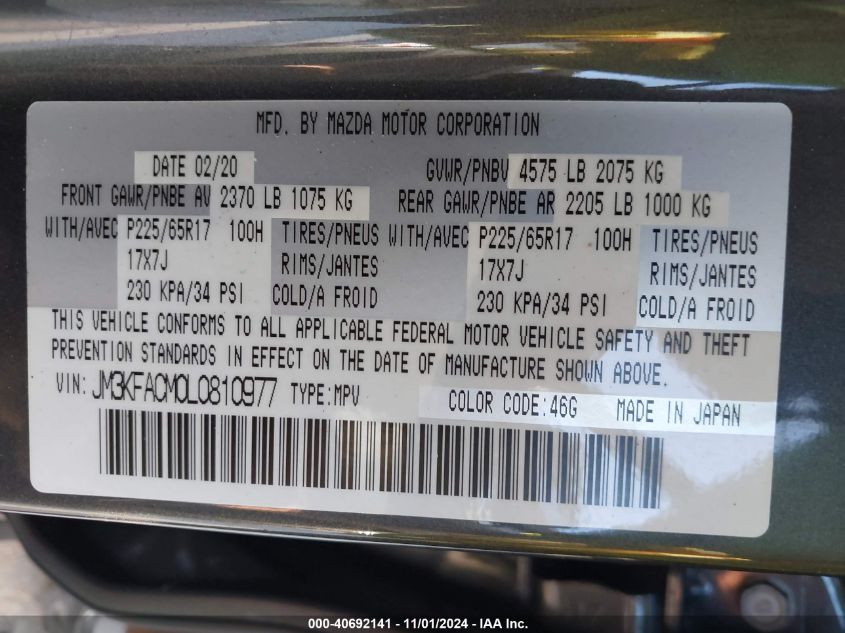 MFD. BY MAZDA MOTOR CORPORATION
DATE 02/20 GVWR/PNBV 4575 LB 2075 KG
FRONT GAWR/PNBE AV 2370 LB 1075 KG REAR GAWR/PNBE AR 2205 LB 1000 KG
WITH/AVEC P225/65R17 100H TIRES/PNEUS WITH/AVEC P225/65R17 100H TIRES/PNEUS
17X7J RIMS/JANTES 17X7J RIMS/JANTES
230 KPA/34 PSI COLD/A FROID 230 KPA/34 PSI COLD/A FROID
THIS VEHICLE CONFORMS TO ALL APPLICABLE FEDERAL MOTOR VEHICLE SAFETY AND THEFT
PREVENTION STANDARDS IN EFFECT ON THE DATE OF MANUFACTURE SHOWN ABOVE.
VIN: JM3KFACM0L0810977 TYPE:MPV COLOR CODE:46G MADE IN JAPAN
000-40692141 - 11/01/2024 - IAA Inc.